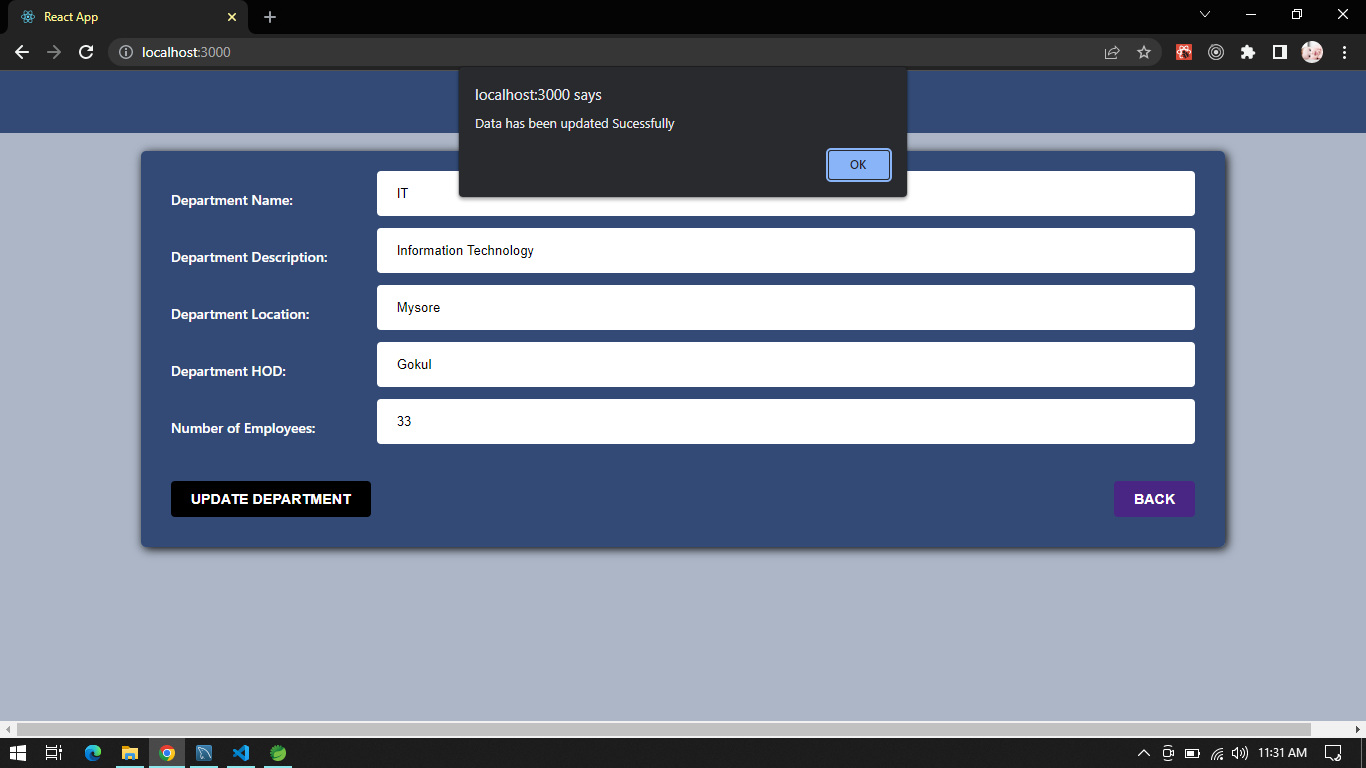 React App
localhost:3000
localhost:3000 says
Data has been updated Sucessfully
OK
Department Name: IT
Department Description: Information Technology
Department Location: Mysore
Department HOD: Gokul
Number of Employees: 33
UPDATE DEPARTMENT BACK
11:31 AM